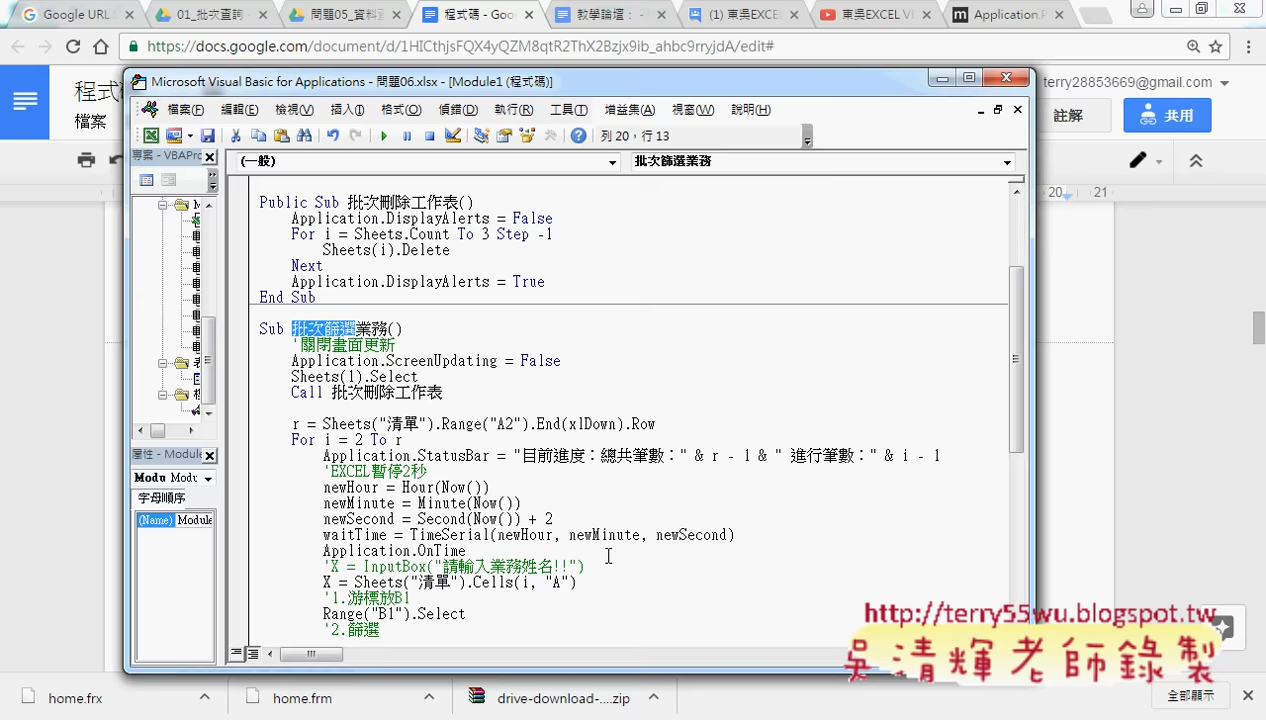 Google URL
01_批次查詢
問題05_資料
程式碼 - Goo
教學論壇：
(1) 東吳EXCEL
東吳EXCEL VI
Application.
https://docs.google.com/document/d/1HICthjsFQX4yQZM8qtR2ThX2Bzjx9ib_ahbc9rryjdA/edit#
程式碼
檔案
terry28853669@gmail.com
註解
共用
20
21
Microsoft Visual Basic for Applications - 問題06.xlsx - [Module1 (程式碼)]
檔案(F) 編輯(E) 檢視(V) 插入(I) 格式(O) 偵錯(D) 執行(R) 工具(T) 增益集(A) 視窗(W) 說明(H)
列 20，行 13
專案 - VBAPro
(一般)
批次篩選業務
Public Sub 批次刪除工作表()
Application.DisplayAlerts = False
For i = Sheets.Count To 3 Step -1
Sheets(i).Delete
Next
Application.DisplayAlerts = True
End Sub
Sub 批次篩選業務()
'關閉畫面更新
Application.ScreenUpdating = False
Sheets(1).Select
Call 批次刪除工作表
r = Sheets("清單").Range("A2").End(xlDown).Row
For i = 2 To r
Application.StatusBar = "目前進度：總共筆數：" & r - 1 & " 進行筆數：" & i - 1
'EXCEL暫停2秒
newHour = Hour(Now())
newMinute = Minute(Now())
newSecond = Second(Now()) + 2
waitTime = TimeSerial(newHour, newMinute, newSecond)
Application.OnTime
'X = InputBox("請輸入業務姓名!!")
X = Sheets("清單").Cells(i, "A")
'1.游標放B1
Range("B1").Select
'2.篩選
屬性 - Module
Modu Modu
字母順序
(Name) Module
http://terry55wu.blogspot.tw
吳清輝老師錄製
home.frx
home.frm
drive-download-....zip
全部顯示